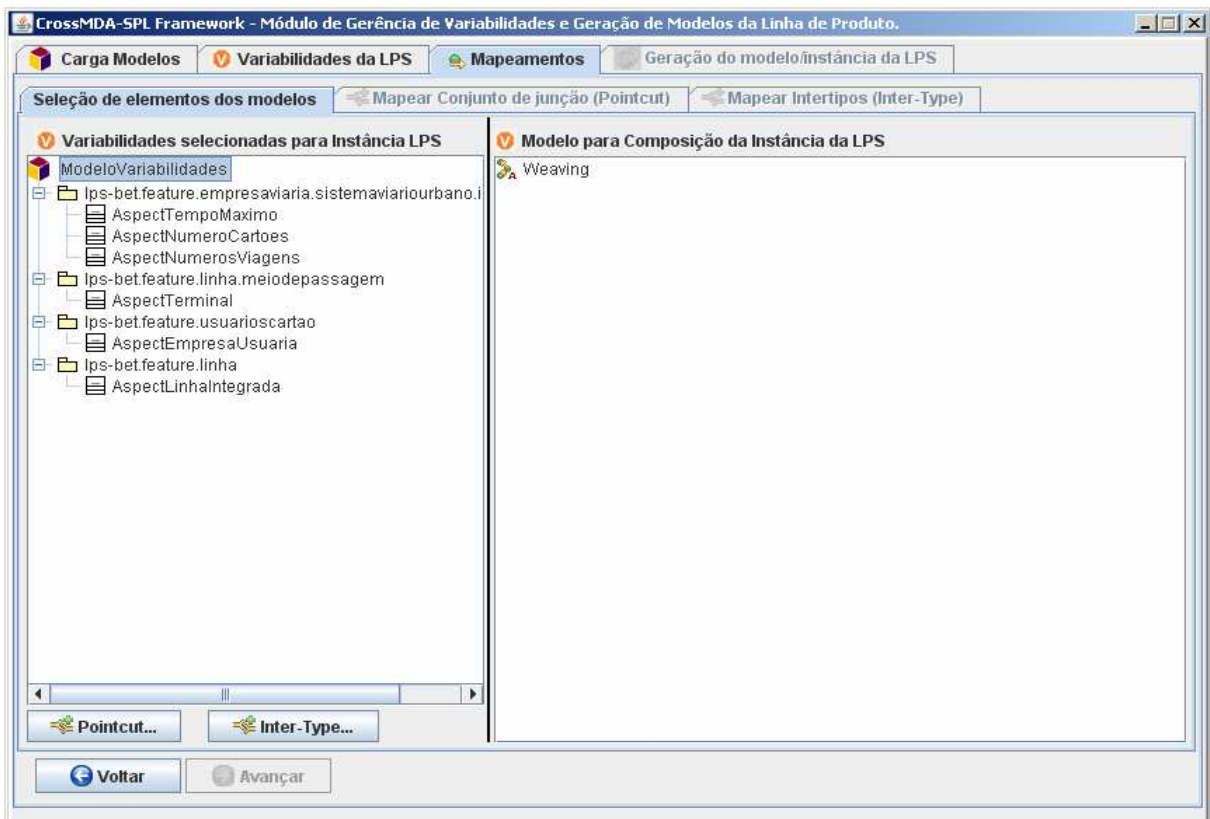 CrossMDA-SPL Framework - Módulo de Gerência de Variabilidades e Geração de Modelos da Linha de Produto.
Carga Modelos
Variabilidades da LPS
Mapeamentos
Geração do modelo/instância da LPS
Seleção de elementos dos modelos
Mapear Conjunto de junção (Pointcut)
Mapear Intertipos (Inter-Type)
Variabilidades selecionadas para Instância LPS
ModeloVariabilidades
lps-bet.feature.empresaviaria.sistemaviariourbano.i
AspectTempoMaximo
AspectNumeroCartoes
AspectNumerosViagens
lps-bet.feature.linha.meiodepassagem
AspectTerminal
lps-bet.feature.usuarioscartao
AspectEmpresaUsuaria
lps-bet.feature.linha
AspectLinhaIntegrada
Pointcut...
Inter-Type...
Modelo para Composição da Instância da LPS
Weaving
Voltar
Avançar